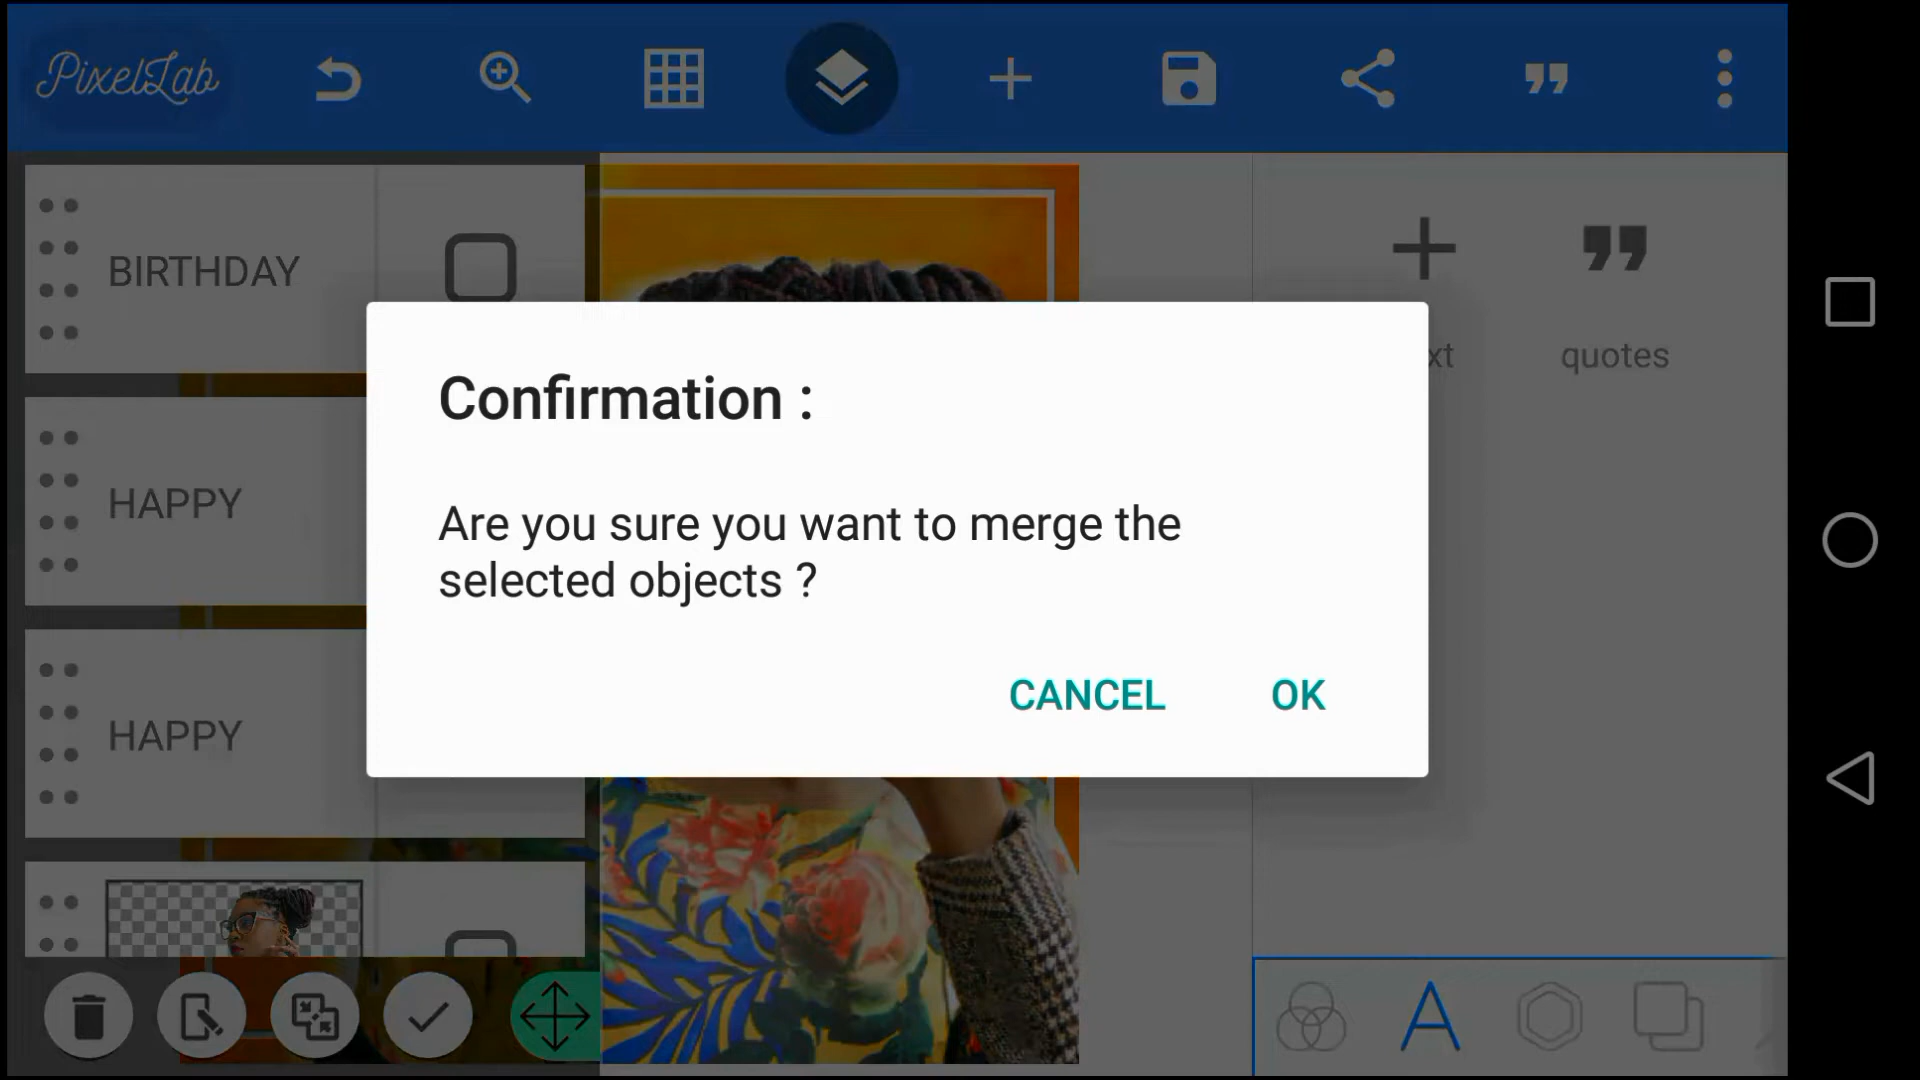 PixelLab
BIRTHDAY
xt
quotes
Confirmation :
HAPPY
Are you sure you want to merge the
selected objects ?
CANCEL
OK
HAPPY